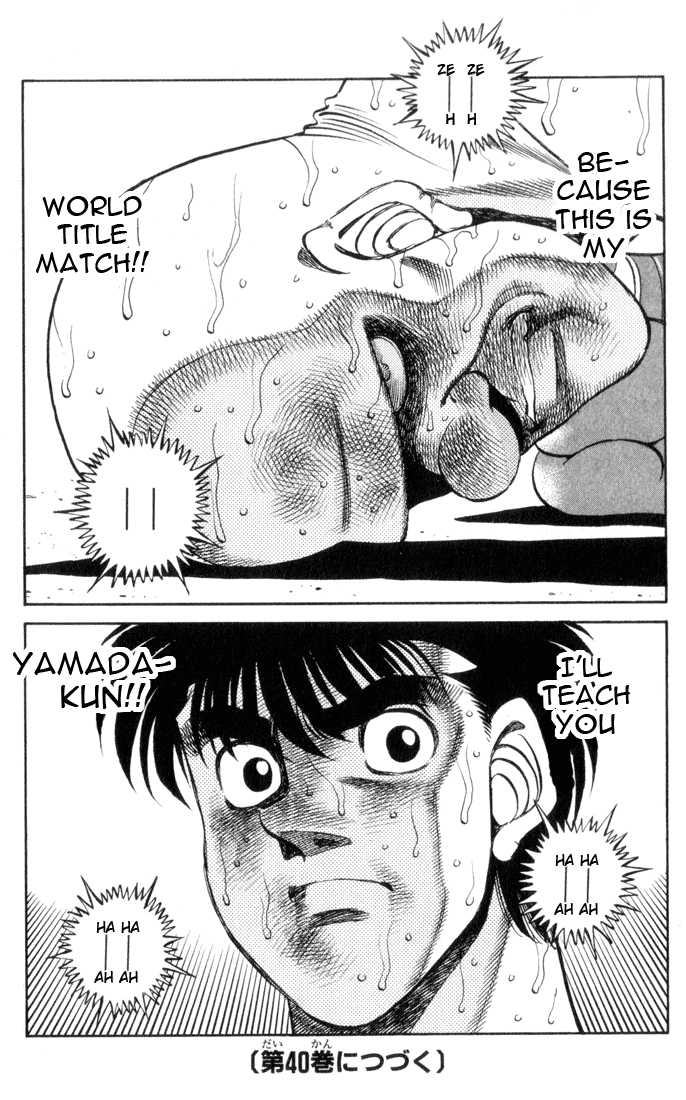 ZE ZE
H H
BE-
CAUSE
THIS IS
MY
WORLD
TITLE
MATCH!!
I'LL
TEACH
YOU
YAMADA-
KUN!!
HA HA
AH AH
HA HA
AH AH
だい かん
〔第40巻につづく〕